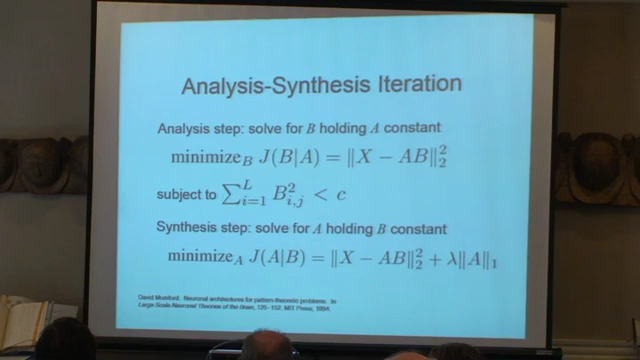 Analysis-Synthesis Iteration
Analysis step: solve for B holding A constant
minimize_B J(B|A) = ‖X − AB‖₂²
subject to ∑_{i=1}^{L} B_{i,j}² < c
Synthesis step: solve for A holding B constant
minimize_A J(A|B) = ‖X − AB‖₂² + λ‖A‖₁
David Mumford. Neuronal architectures for pattern-theoretic problems. In
Large-Scale Neuronal Theories of the Brain, 125–152, MIT Press, 1994.